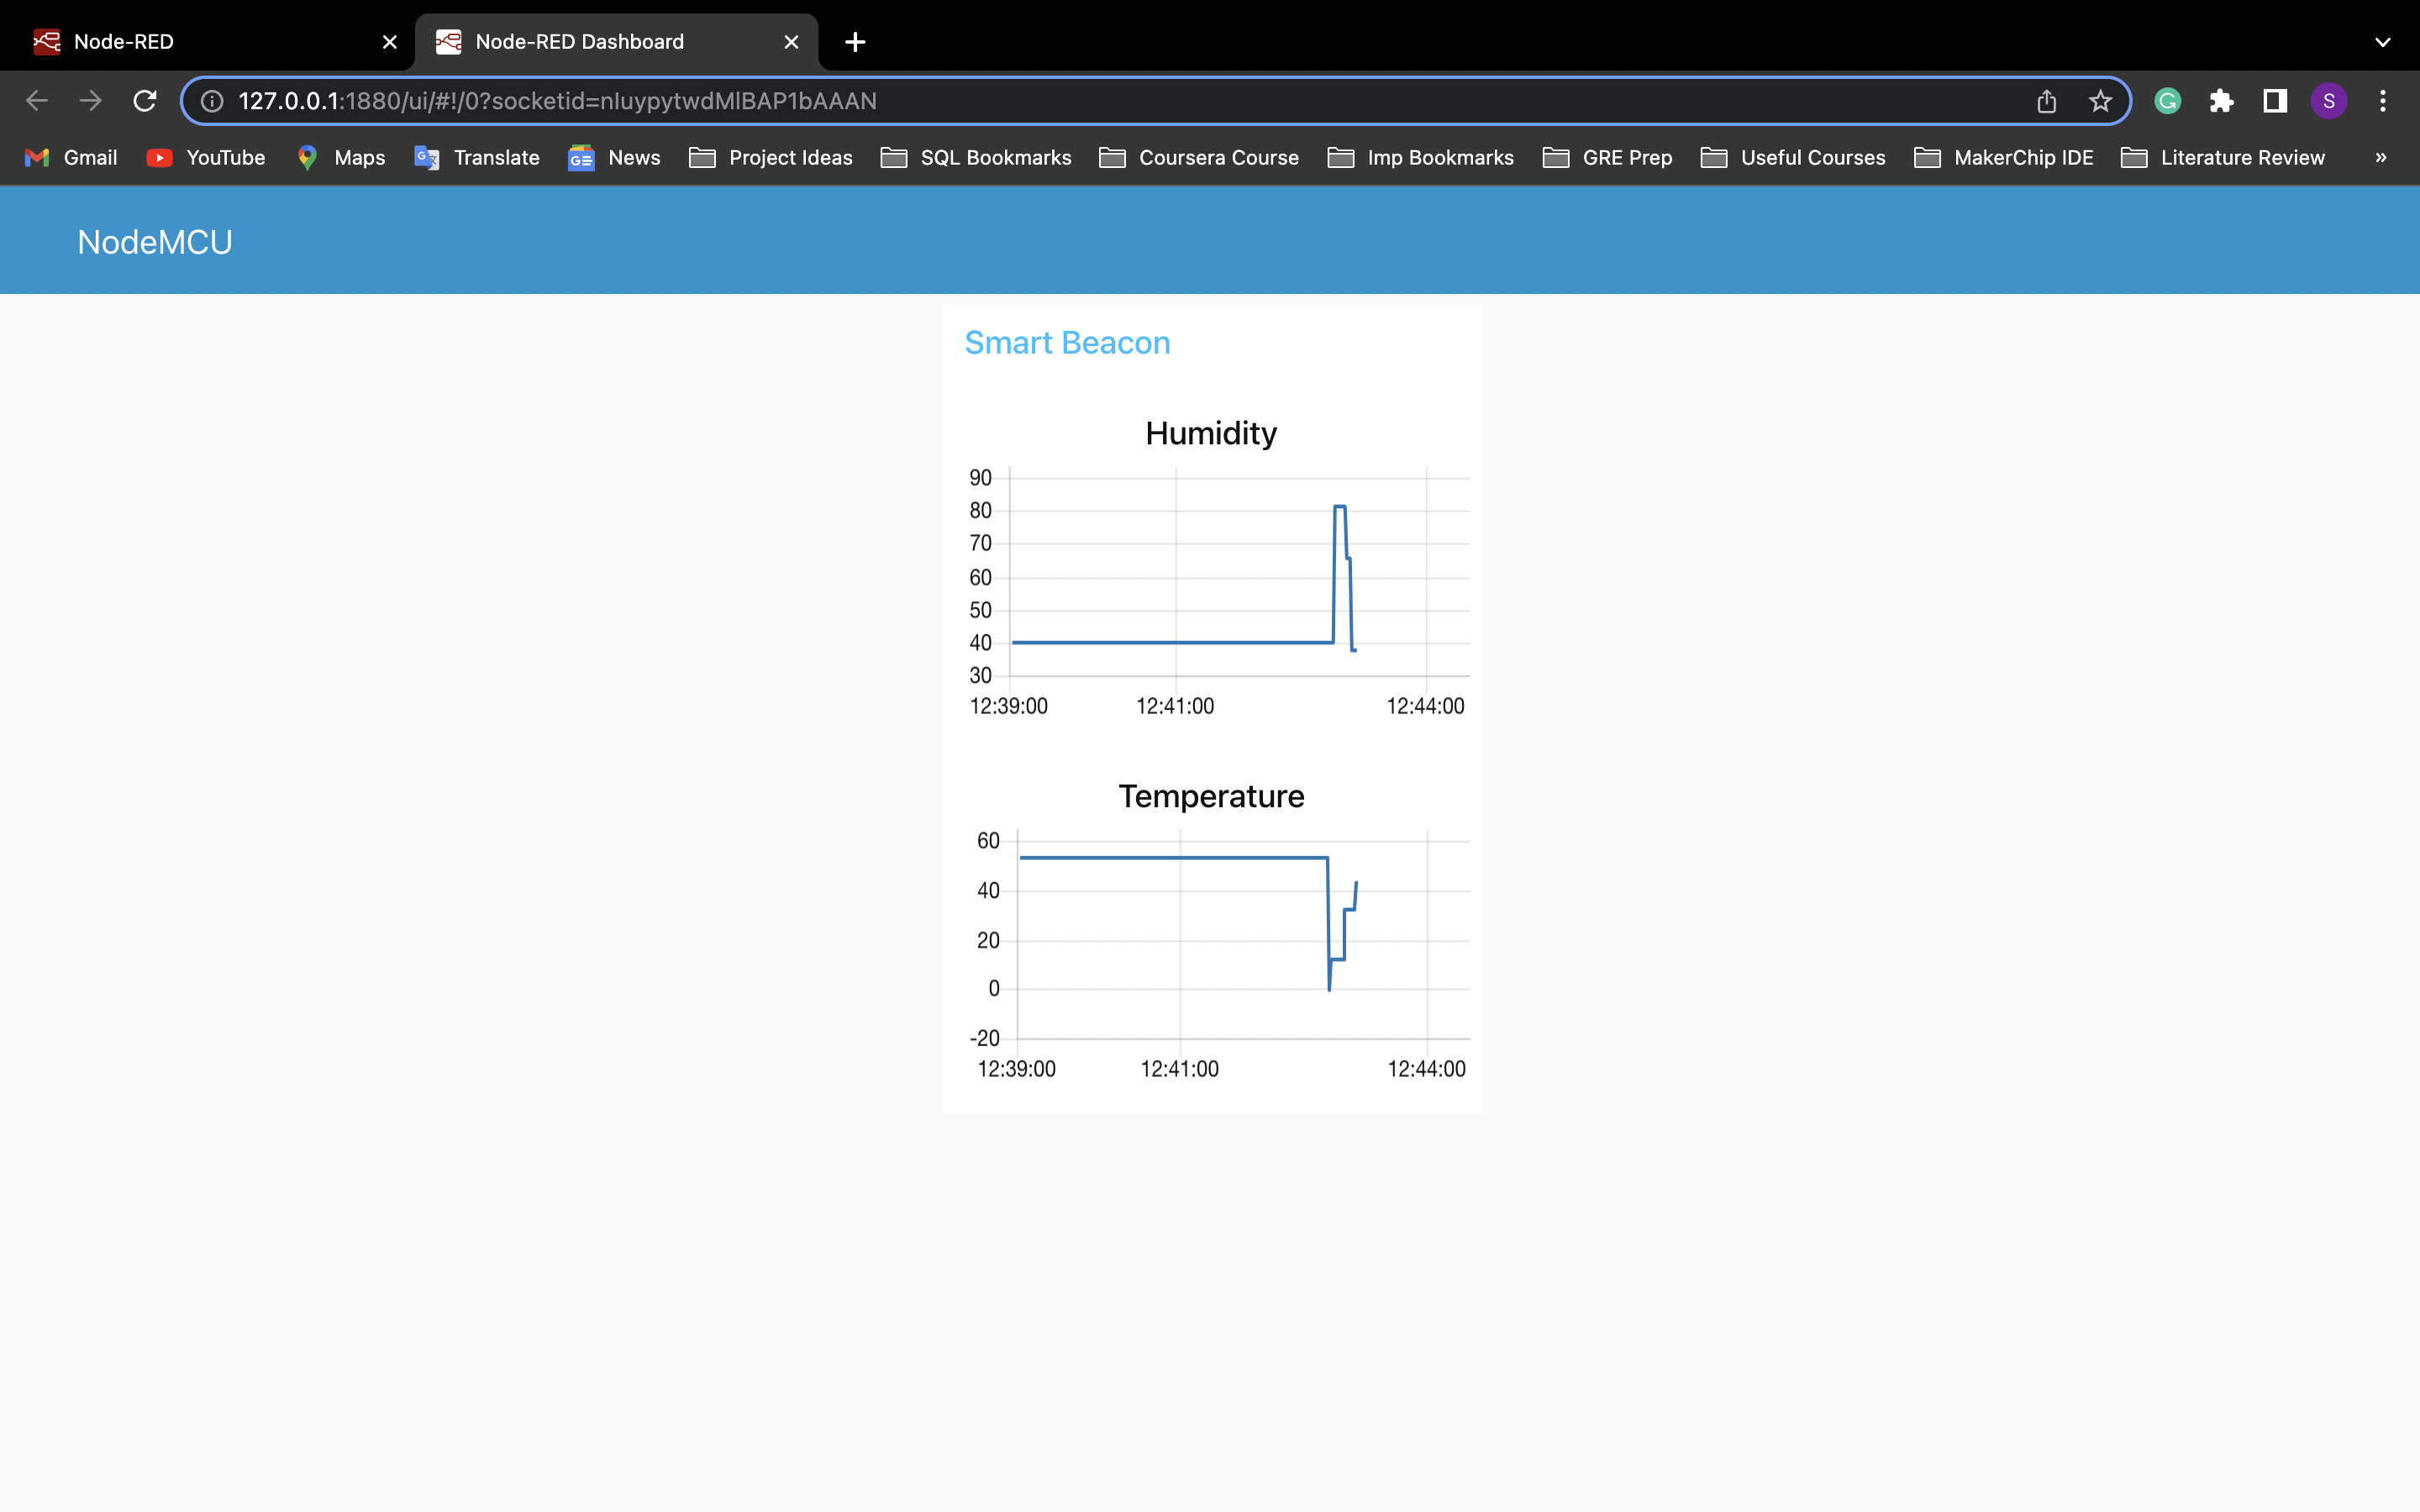 Node-RED
Node-RED Dashboard
127.0.0.1:1880/ui/#!/0?socketid=nIuypytwdMlBAP1bAAAN
S
Gmail YouTube Maps Translate News Project Ideas SQL Bookmarks Coursera Course Imp Bookmarks GRE Prep Useful Courses MakerChip IDE Literature Review »
NodeMCU
Smart Beacon
Humidity
90
80
70
60
50
40
30
12:39:00 12:41:00 12:44:00
Temperature
60
40
20
0
-20
12:39:00 12:41:00 12:44:00